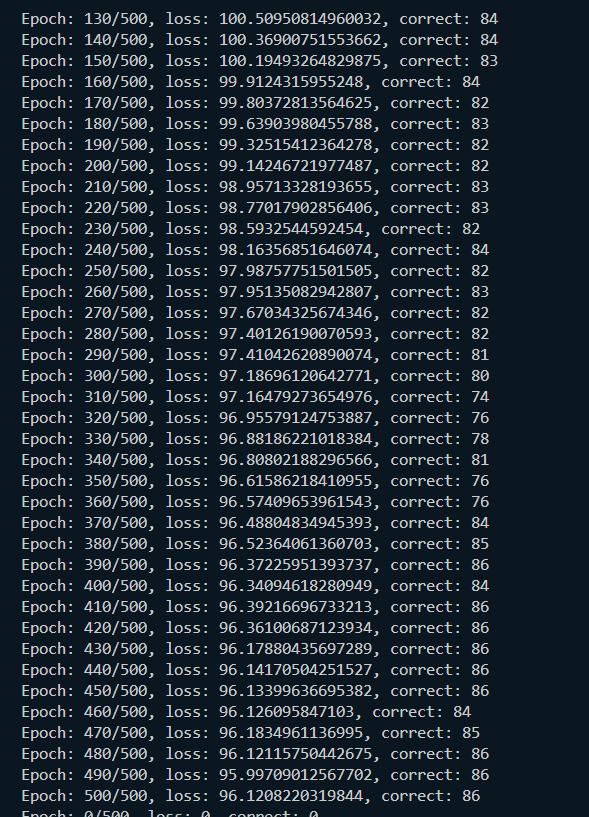 Epoch: 130/500, loss: 100.50950814960032, correct: 84
Epoch: 140/500, loss: 100.36900751553662, correct: 84
Epoch: 150/500, loss: 100.19493264829875, correct: 83
Epoch: 160/500, loss: 99.9124315955248, correct: 84
Epoch: 170/500, loss: 99.80372813564625, correct: 82
Epoch: 180/500, loss: 99.63903980455788, correct: 83
Epoch: 190/500, loss: 99.32515412364278, correct: 82
Epoch: 200/500, loss: 99.14246721977487, correct: 82
Epoch: 210/500, loss: 98.95713328193655, correct: 83
Epoch: 220/500, loss: 98.77017902856406, correct: 83
Epoch: 230/500, loss: 98.5932544592454, correct: 82
Epoch: 240/500, loss: 98.16356851646074, correct: 84
Epoch: 250/500, loss: 97.98757751501505, correct: 82
Epoch: 260/500, loss: 97.95135082942807, correct: 83
Epoch: 270/500, loss: 97.67034325674346, correct: 82
Epoch: 280/500, loss: 97.40126190070593, correct: 82
Epoch: 290/500, loss: 97.41042620890074, correct: 81
Epoch: 300/500, loss: 97.18696120642771, correct: 80
Epoch: 310/500, loss: 97.16479273654976, correct: 74
Epoch: 320/500, loss: 96.95579124753887, correct: 76
Epoch: 330/500, loss: 96.88186221018384, correct: 78
Epoch: 340/500, loss: 96.80802188296566, correct: 81
Epoch: 350/500, loss: 96.61586218410955, correct: 76
Epoch: 360/500, loss: 96.57409653961543, correct: 76
Epoch: 370/500, loss: 96.48804834945393, correct: 84
Epoch: 380/500, loss: 96.52364061360703, correct: 85
Epoch: 390/500, loss: 96.37225951393737, correct: 86
Epoch: 400/500, loss: 96.34094618280949, correct: 84
Epoch: 410/500, loss: 96.39216696733213, correct: 86
Epoch: 420/500, loss: 96.36100687123934, correct: 86
Epoch: 430/500, loss: 96.17880435697289, correct: 86
Epoch: 440/500, loss: 96.14170504251527, correct: 86
Epoch: 450/500, loss: 96.13399636695382, correct: 86
Epoch: 460/500, loss: 96.126095847103, correct: 84
Epoch: 470/500, loss: 96.1834961136995, correct: 85
Epoch: 480/500, loss: 96.12115750442675, correct: 86
Epoch: 490/500, loss: 95.99709012567702, correct: 86
Epoch: 500/500, loss: 96.1208220319844, correct: 86
Epoch: 0/500, loss: 0, correct: 0